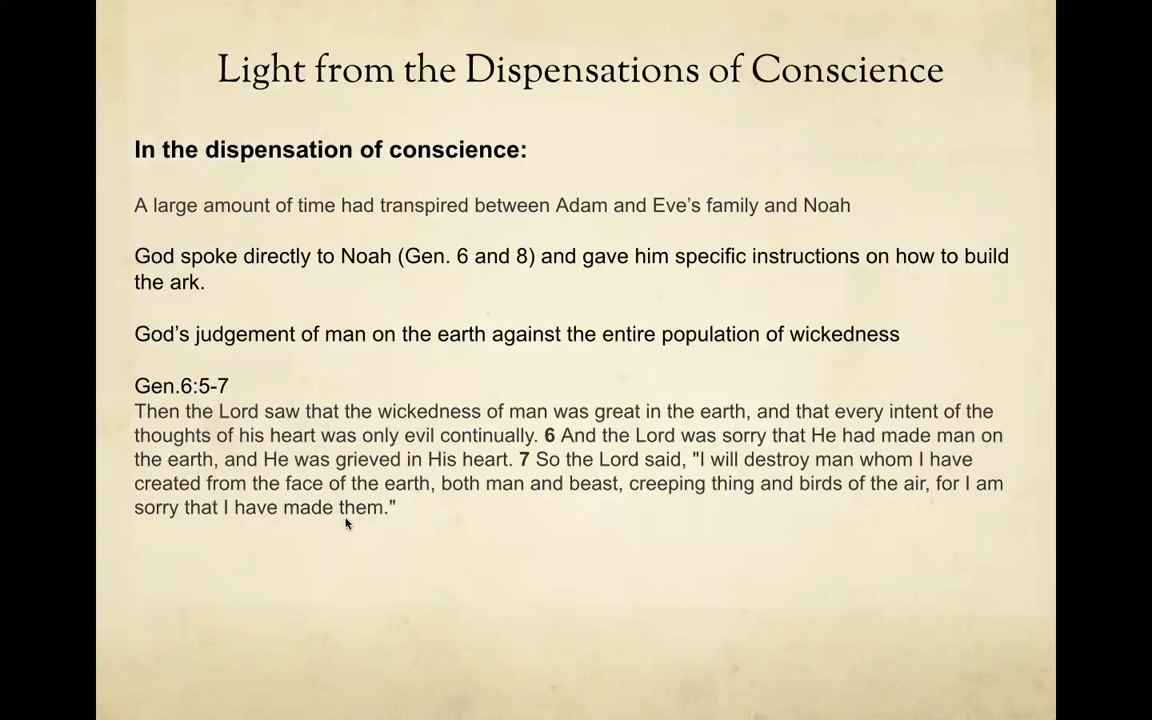 Light from the Dispensations of Conscience
In the dispensation of conscience:
A large amount of time had transpired between Adam and Eve’s family and Noah
God spoke directly to Noah (Gen. 6 and 8) and gave him specific instructions on how to build
the ark.
God’s judgement of man on the earth against the entire population of wickedness
Gen.6:5-7
Then the Lord saw that the wickedness of man was great in the earth, and that every intent of the
thoughts of his heart was only evil continually. 6 And the Lord was sorry that He had made man on
the earth, and He was grieved in His heart. 7 So the Lord said, "I will destroy man whom I have
created from the face of the earth, both man and beast, creeping thing and birds of the air, for I am
sorry that I have made them."